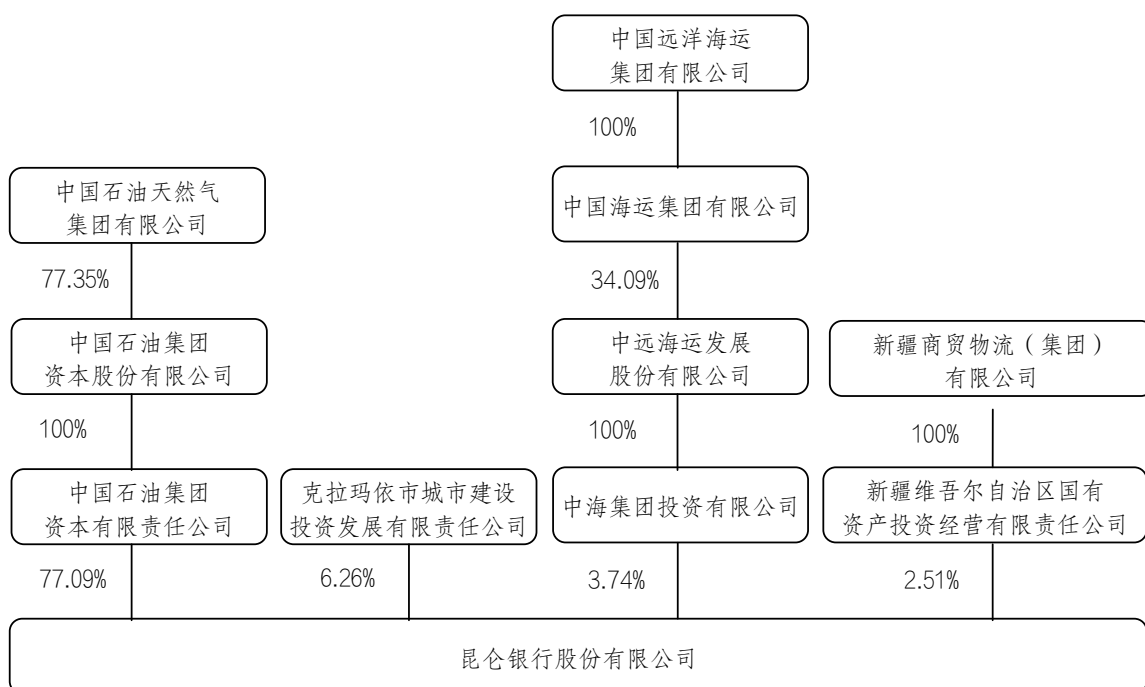 中国远洋海运
集团有限公司
100%
中国石油天然气
集团有限公司
中国海运集团有限公司
77.35%
34.09%
中国石油集团
资本股份有限公司
中远海运发展
股份有限公司
新疆商贸物流（集团）
有限公司
100%
100%
100%
中国石油集团
资本有限责任公司
克拉玛依市城市建设
投资发展有限责任公司
中海集团投资有限公司
新疆维吾尔自治区国有
资产投资经营有限责任公司
77.09%
6.26%
3.74%
2.51%
昆仑银行股份有限公司